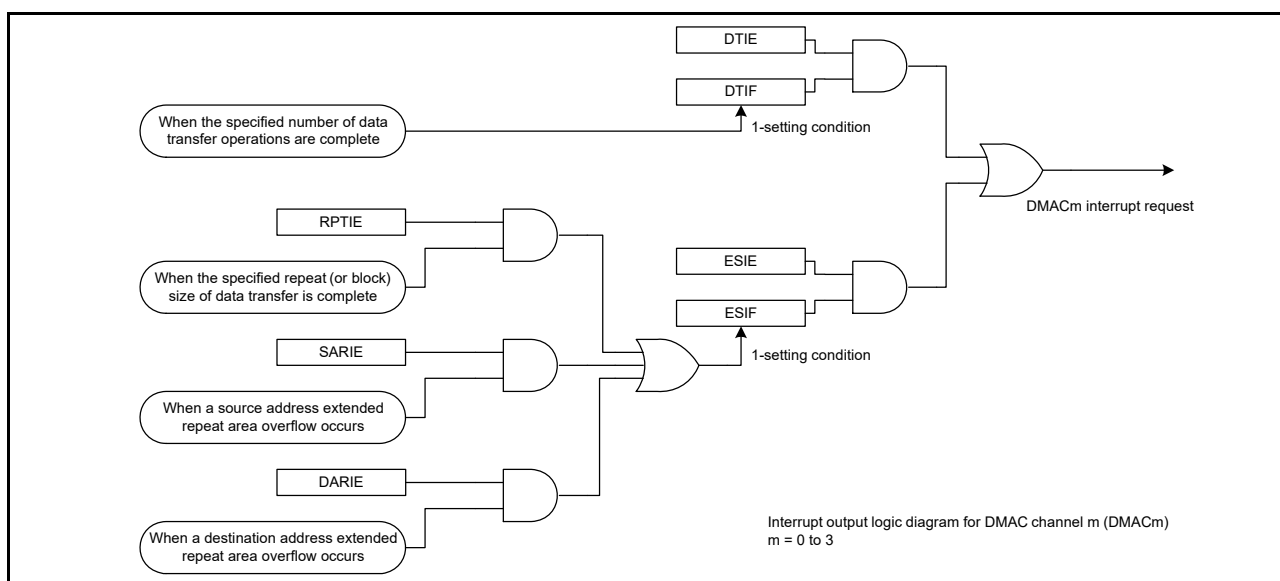 DTIE
DTIF
When the specified number of data
transfer operations are complete
1-setting condition
DMACm interrupt request
RPTIE
When the specified repeat (or block)
size of data transfer is complete
ESIE
ESIF
1-setting condition
SARIE
When a source address extended
repeat area overflow occurs
DARIE
When a destination address extended
repeat area overflow occurs
Interrupt output logic diagram for DMAC channel m (DMACm)
m = 0 to 3